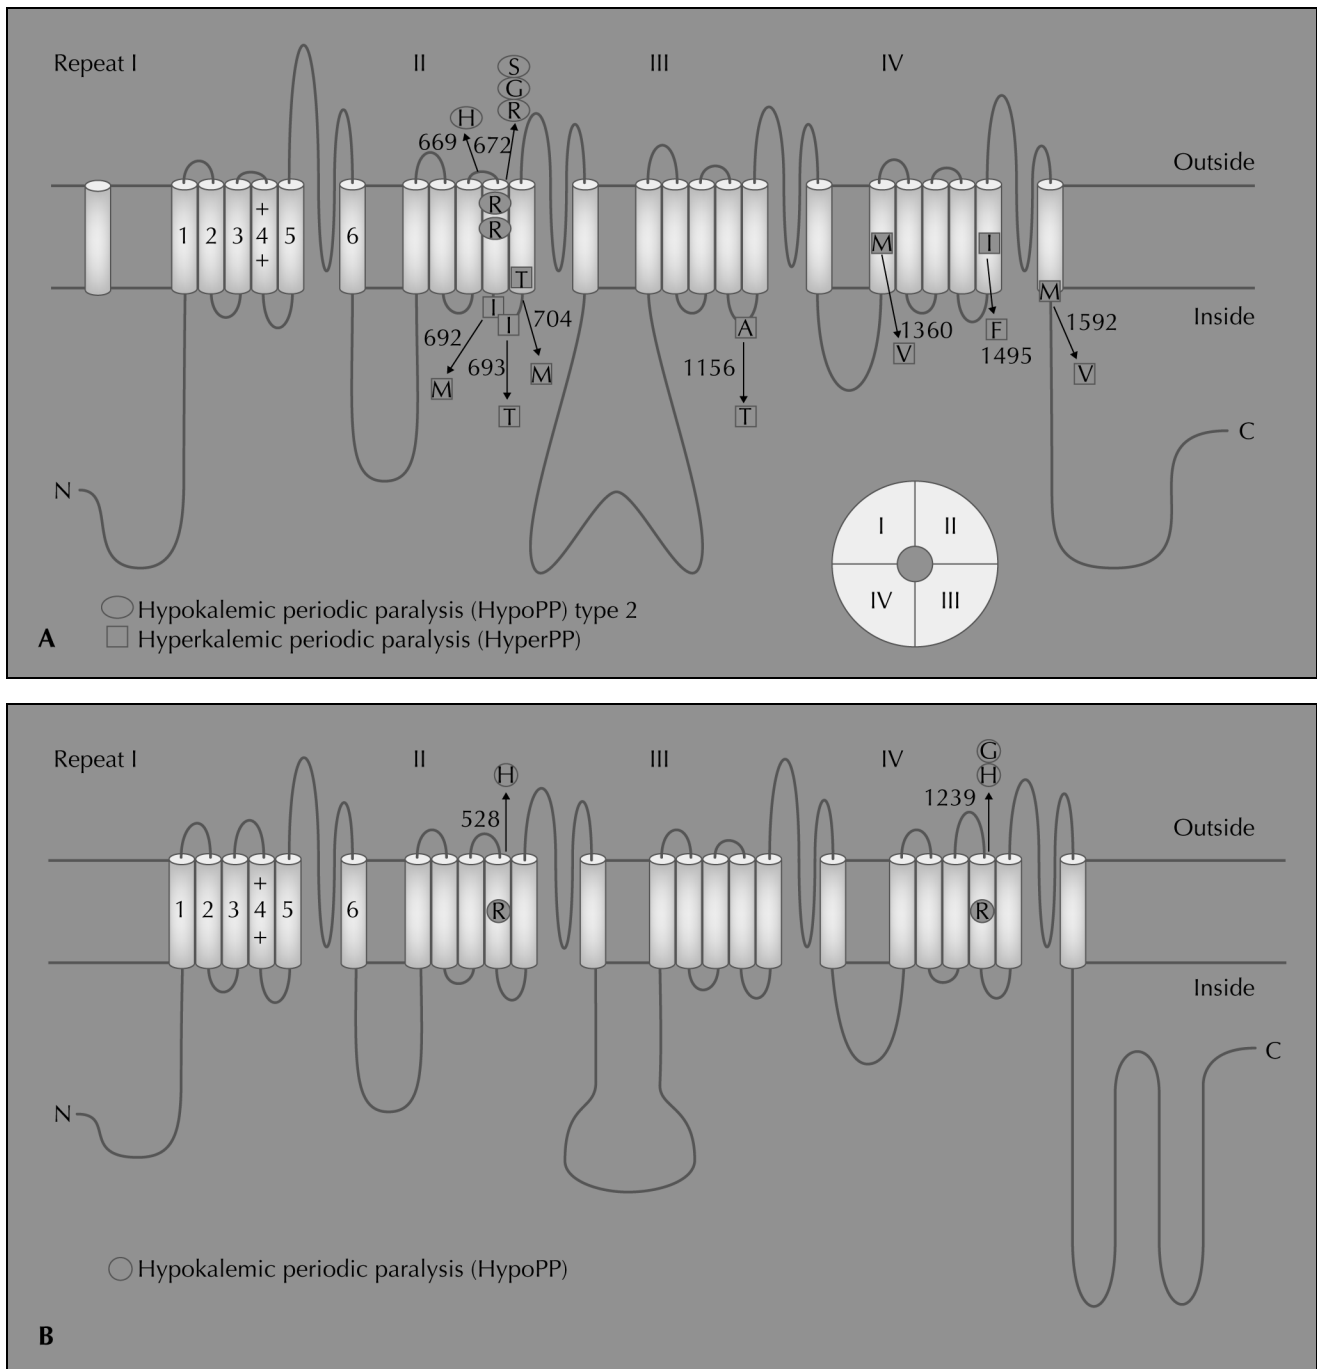 Repeat I
II
III
IV
S
G
R
H
669
672
Outside
R
R
1
2
3
+
4
+
5
6
M
I
T
I
I
M
Inside
692
693
704
A
1360
F
1592
1156
V
1495
M
M
V
T
T
C
N
I
II
IV
III
Hypokalemic periodic paralysis (HypoPP) type 2
Hyperkalemic periodic paralysis (HyperPP)
A
Repeat I
II
III
IV
G
H
H
1239
528
Outside
+
1
2
3
4
5
6
R
R
+
Inside
C
N
Hypokalemic periodic paralysis (HypoPP)
B